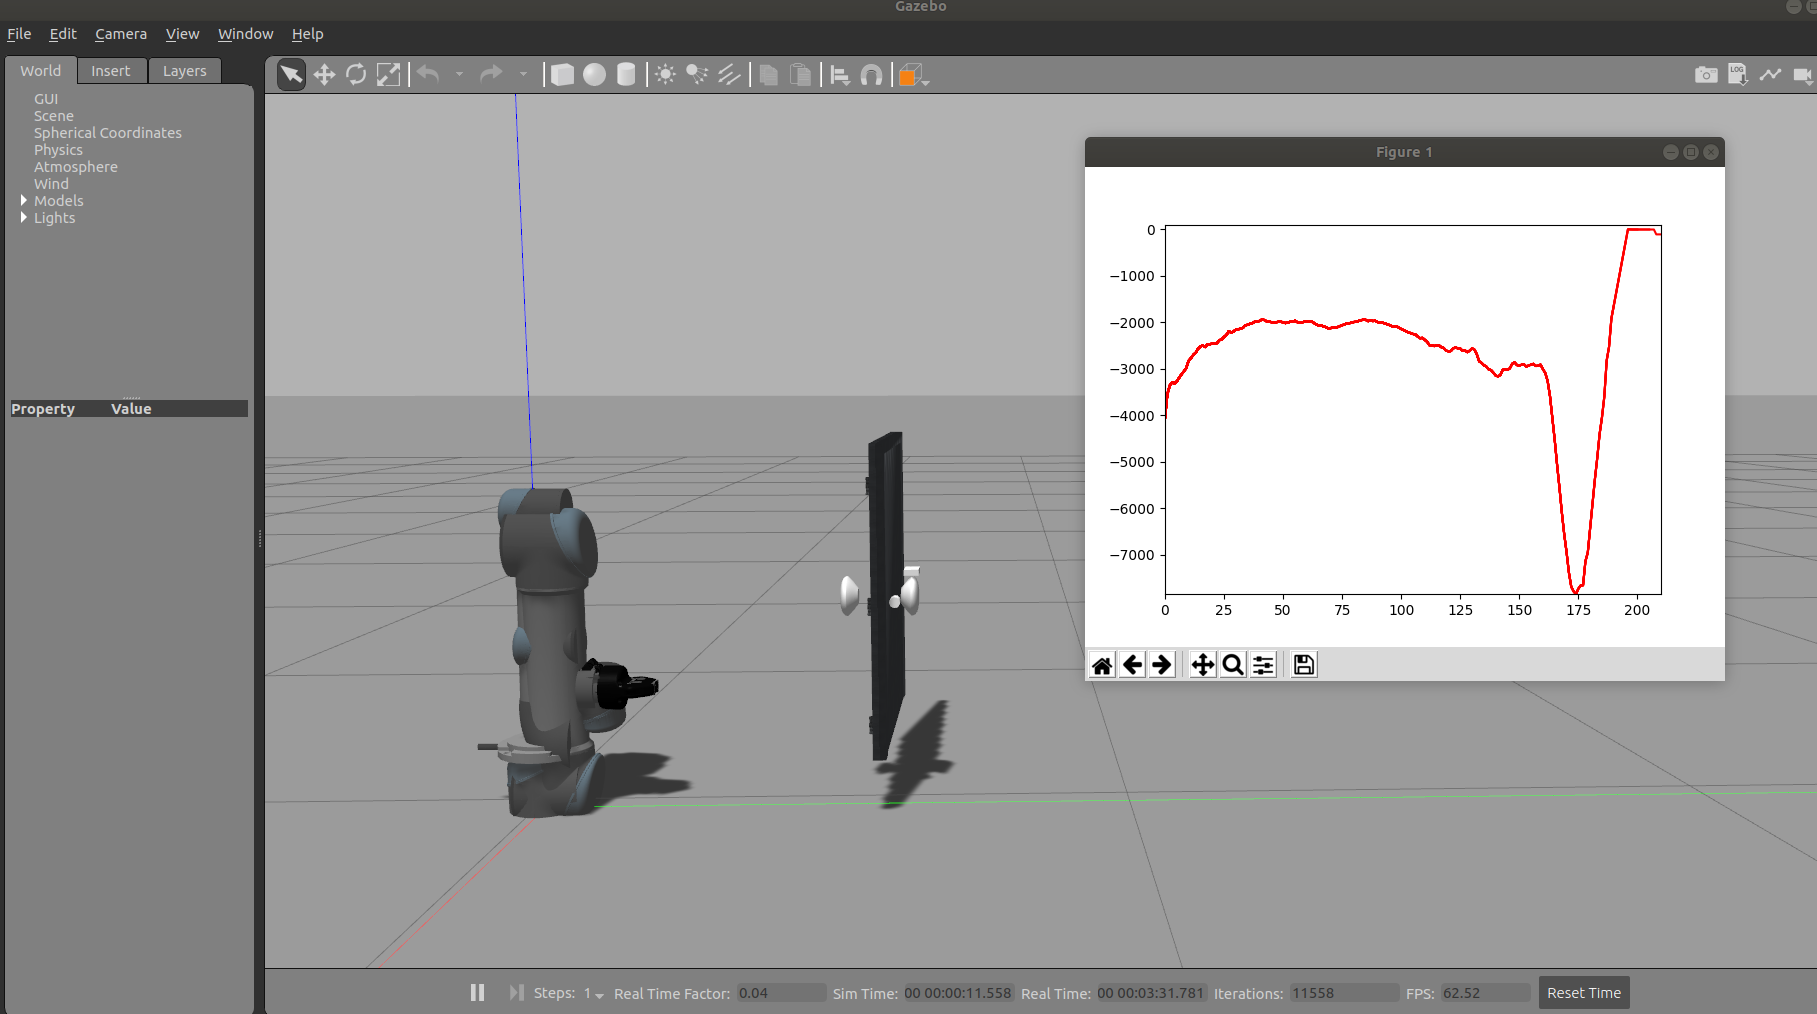 Gazebo
File Edit Camera View Window Help
World Insert Layers
LOG
GUI
Scene
Spherical Coordinates
Physics
Atmosphere
Wind
Models
Lights
Property Value
Figure 1
0
−1000
−2000
−3000
−4000
−5000
−6000
−7000
0 25 50 75 100 125 150 175 200
Steps: 1 Real Time Factor: 0.04 Sim Time: 00 00:00:11.558 Real Time: 00 00:03:31.781 Iterations: 11558 FPS: 62.52 Reset Time